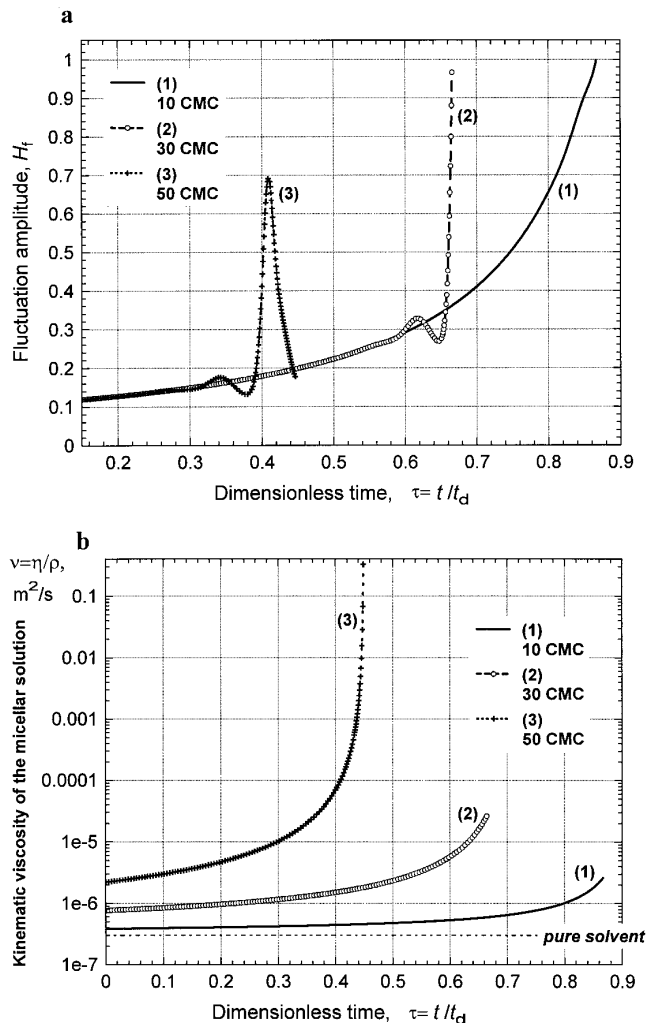 a
1
0.9
0.8
0.7
0.6
0.5
0.4
0.3
0.2
0.1
0
Fluctuation amplitude, Hf
(1)
10 CMC
(2)
30 CMC
(3)
50 CMC
(3)
(2)
(1)
0.2 0.3 0.4 0.5 0.6 0.7 0.8 0.9
Dimensionless time, τ= t/td
b
ν=η/ρ,
m²/s
0.1
0.01
0.001
0.0001
1e-5
1e-6
1e-7
Kinematic viscosity of the micellar solution
(3)
(1)
10 CMC
(2)
30 CMC
(3)
50 CMC
(2)
(1)
pure solvent
0 0.1 0.2 0.3 0.4 0.5 0.6 0.7 0.8 0.9
Dimensionless time, τ= t/td